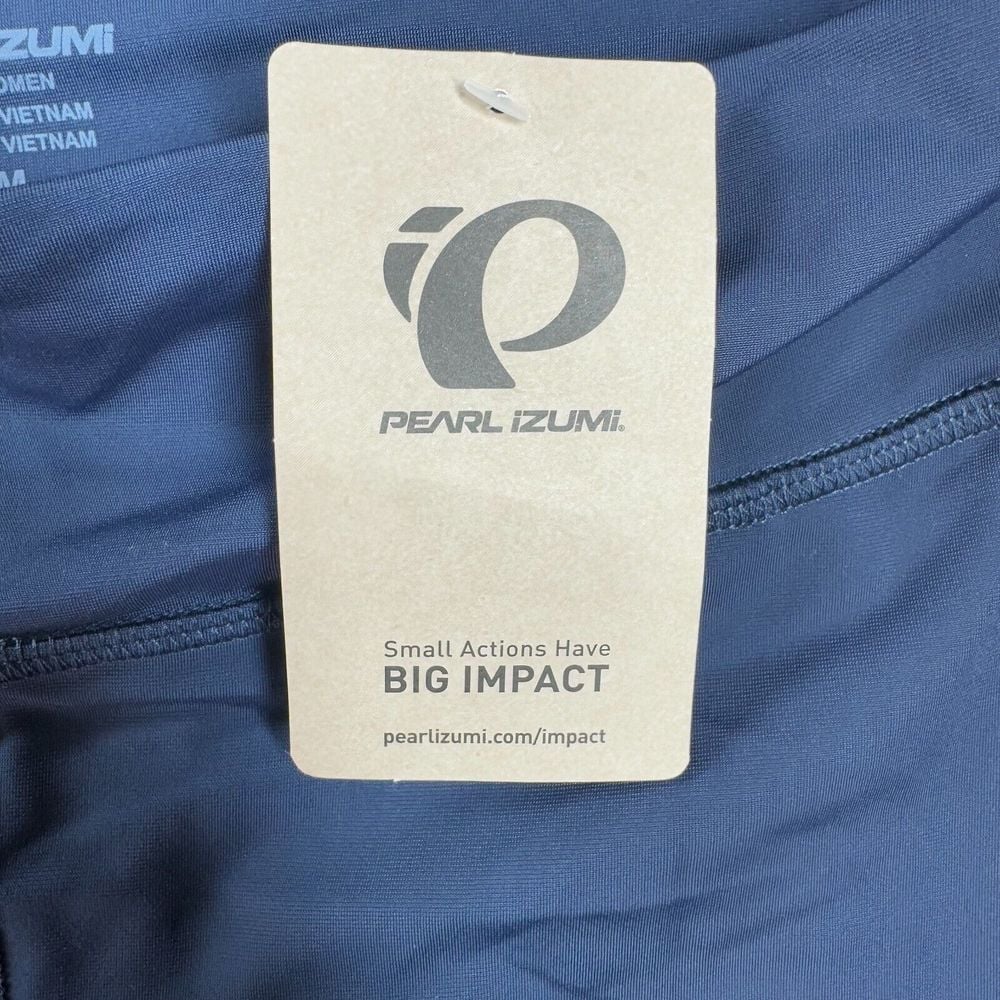 iZUMi
OMEN
VIETNAM
VIETNAM
M
PEARL iZUMi®
Small Actions Have
BIG IMPACT
pearlizumi.com/impact